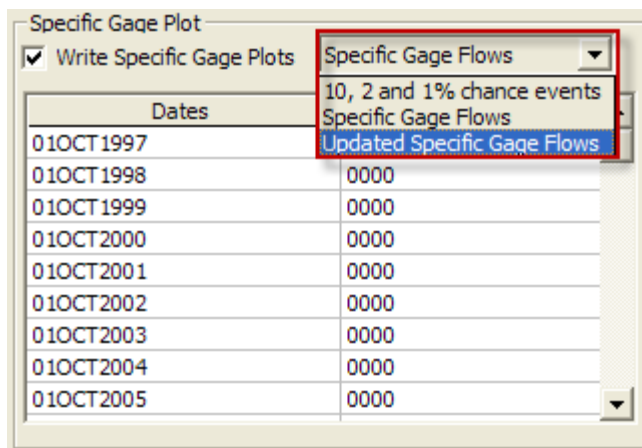 Specific Gage Plot
Write Specific Gage Plots Specific Gage Flows
10, 2 and 1% chance events
Specific Gage Flows
Updated Specific Gage Flows
Dates
01OCT1997
01OCT1998 0000
01OCT1999 0000
01OCT2000 0000
01OCT2001 0000
01OCT2002 0000
01OCT2003 0000
01OCT2004 0000
01OCT2005 0000